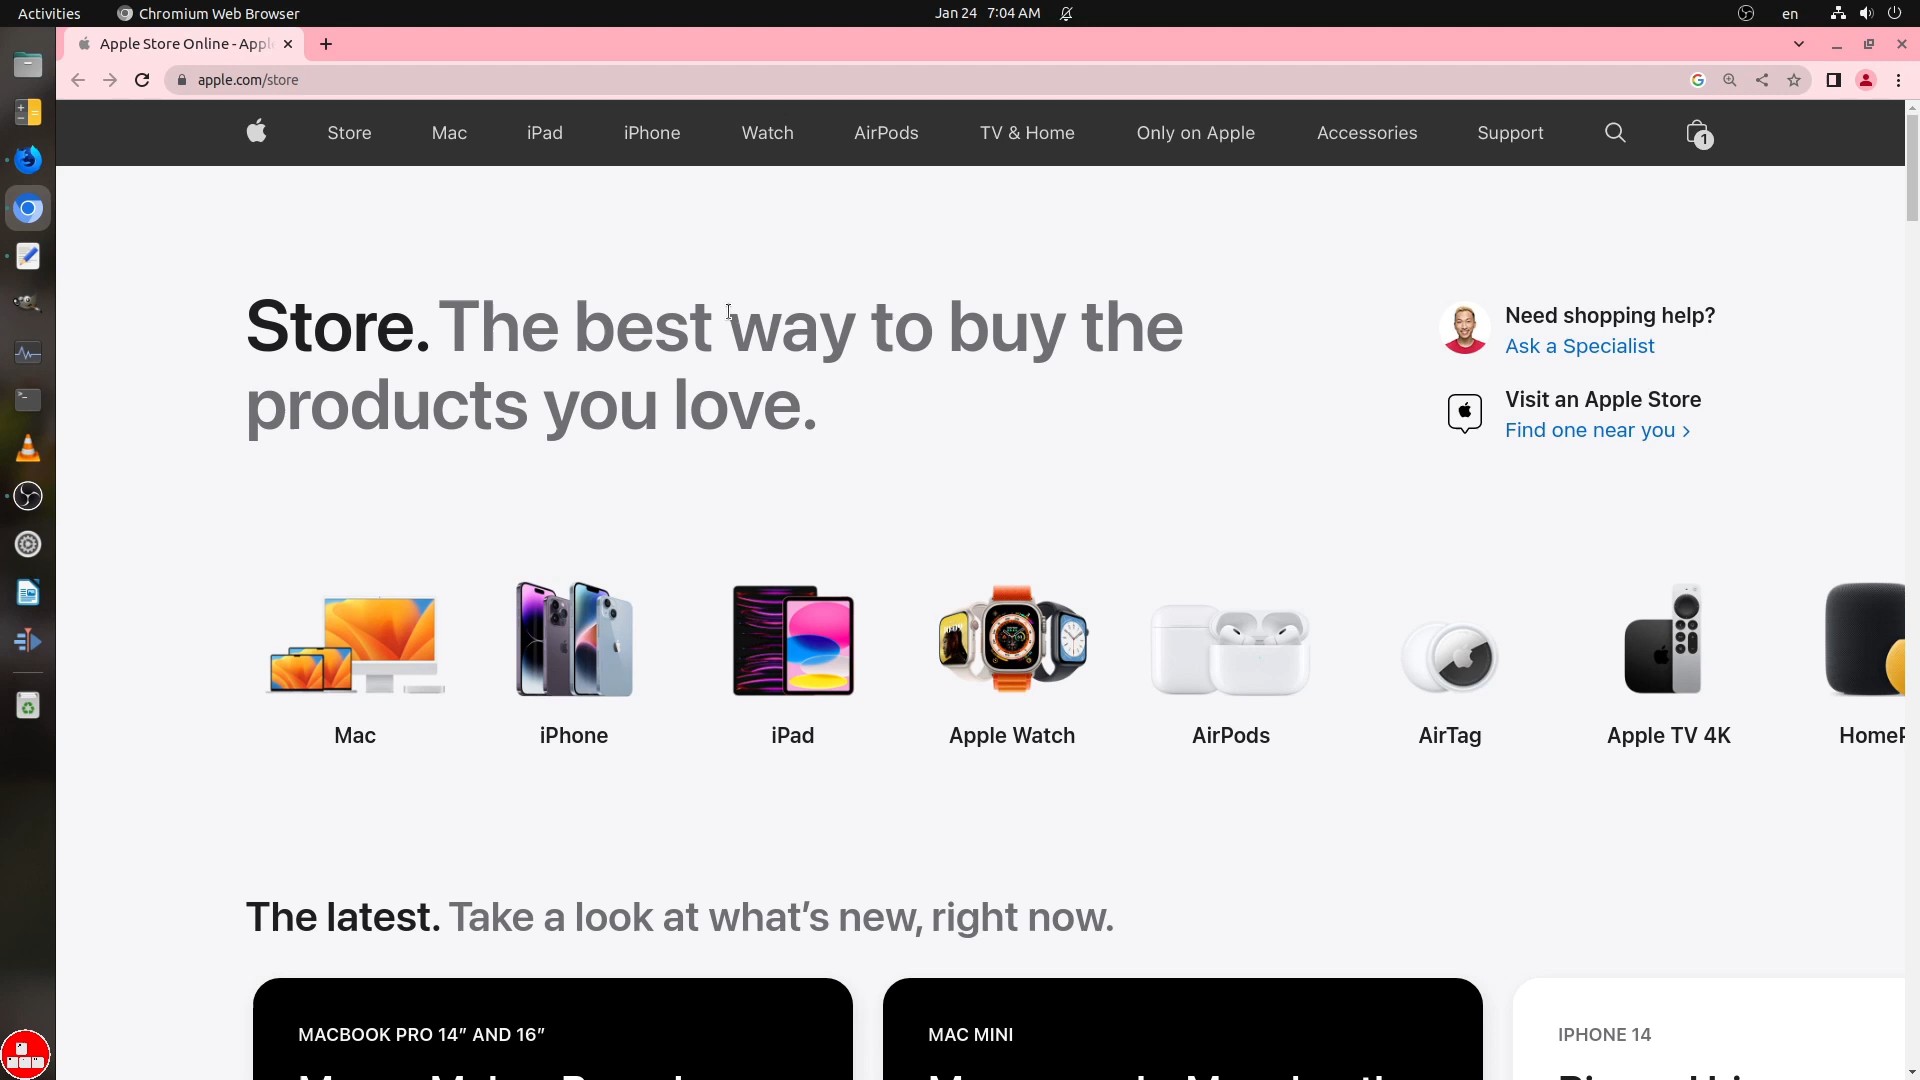 Activities
Chromium Web Browser
Jan 24 7:04 AM
en
Apple Store Online - Appl
apple.com/store
Store
Mac
iPad
iPhone
Watch
AirPods
TV & Home
Only on Apple
Accessories
Support
1
Store. The best way to buy the
products you love.
Need shopping help?
Ask a Specialist
Visit an Apple Store
Find one near you >
Mac
iPhone
iPad
Apple Watch
AirPods
AirTag
Apple TV 4K
HomeP
The latest. Take a look at what's new, right now.
MACBOOK PRO 14" AND 16"
MAC MINI
IPHONE 14